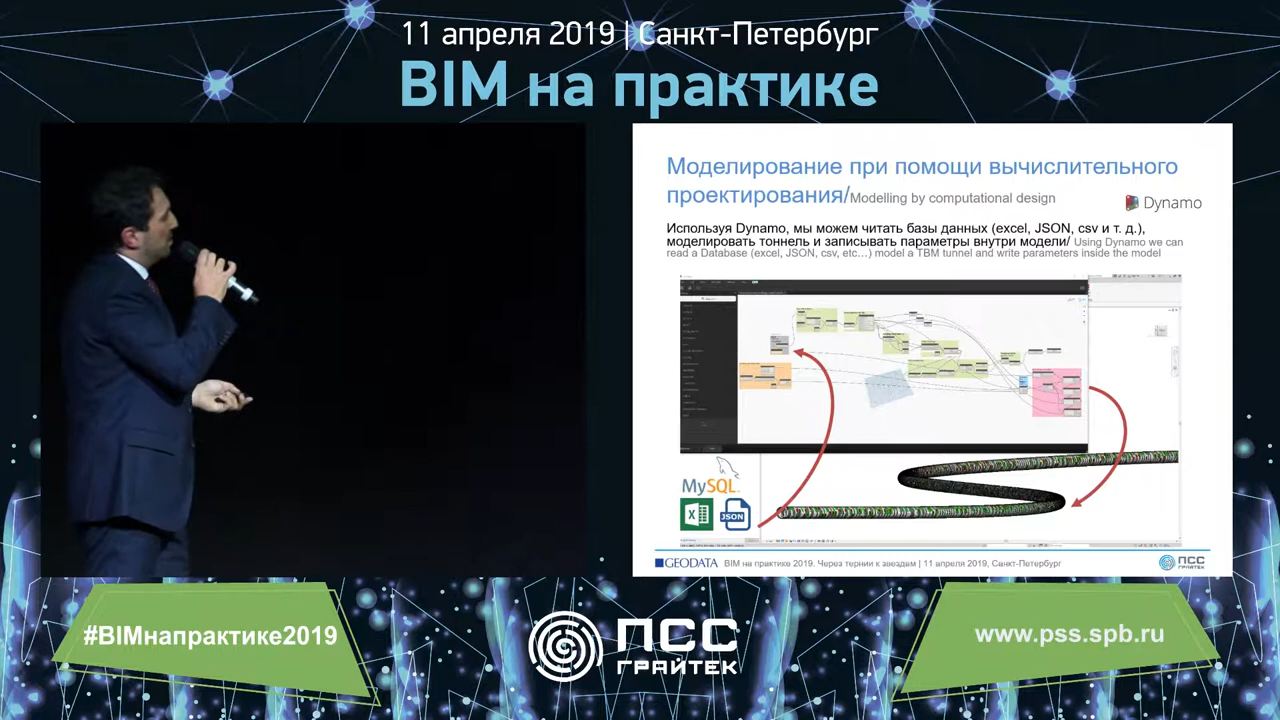 11 апреля 2019 | Санкт-Петербург
BIM на практике
Моделирование при помощи вычислительного
проектирования/Modelling by computational design
Dynamo
Используя Dynamo, мы можем читать базы данных (excel, JSON, csv и т. д.),
моделировать тоннель и записывать параметры внутри модели/ Using Dynamo we can
read a Database (excel, JSON, csv, etc...) model a TBM tunnel and write parameters inside the model
MySQL
X
JSON
GEODATA
BIM на практике 2019. Через тернии к звездам | 11 апреля 2019, Санкт-Петербург
ПСС
ГРАЙТЕК
#BIMнапрактике2019
ПСС
ГРАЙТЕК
www.pss.spb.ru